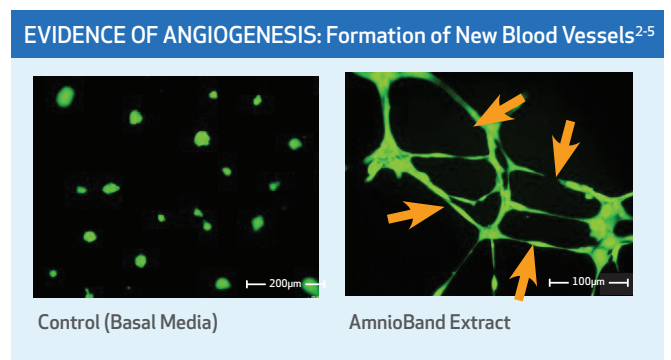 EVIDENCE OF ANGIOGENESIS: Formation of New Blood Vessels2-5
200µm
100µm
Control (Basal Media)
AmnioBand Extract